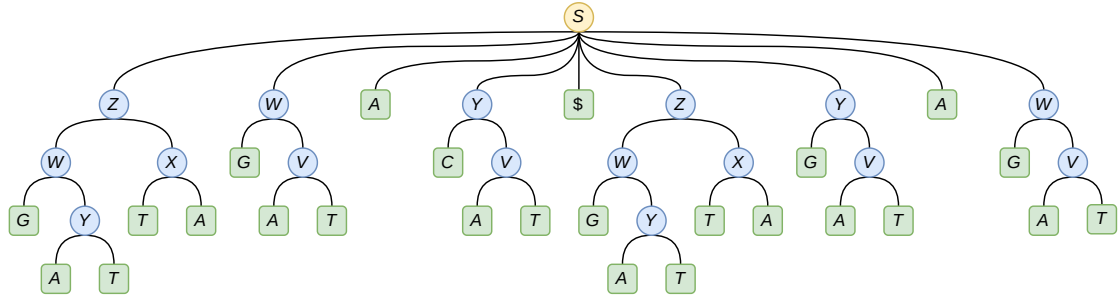 S
Z W A Y $ Z Y A W
W X G V C V W X G V G V
G Y T A A T A T G Y T A A T A T
A T A T